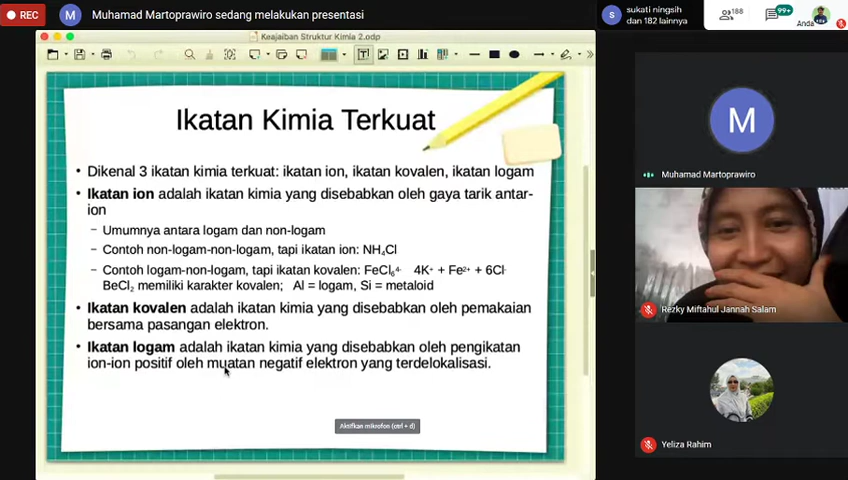 REC
M
Muhamad Martoprawiro sedang melakukan presentasi
S
sukati ningsih
dan 182 lainnya
188
99+
Anda
Keajaiban Struktur Kimia 2.odp
Ikatan Kimia Terkuat
• Dikenal 3 ikatan kimia terkuat: ikatan ion, ikatan kovalen, ikatan logam
• Ikatan ion adalah ikatan kimia yang disebabkan oleh gaya tarik antar-
ion
– Umumnya antara logam dan non-logam
– Contoh non-logam-non-logam, tapi ikatan ion: NH₄Cl
– Contoh logam-non-logam, tapi ikatan kovalen: FeCl₆⁴⁻ 4K⁺ + Fe²⁺ + 6Cl⁻
BeCl₂ memiliki karakter kovalen; Al = logam, Si = metaloid
• Ikatan kovalen adalah ikatan kimia yang disebabkan oleh pemakaian
bersama pasangan elektron.
• Ikatan logam adalah ikatan kimia yang disebabkan oleh pengikatan
ion-ion positif oleh muatan negatif elektron yang terdelokalisasi.
Aktifkan mikrofon (ctrl + d)
M
Muhamad Martoprawiro
Rezky Miftahul Jannah Salam
Yeliza Rahim